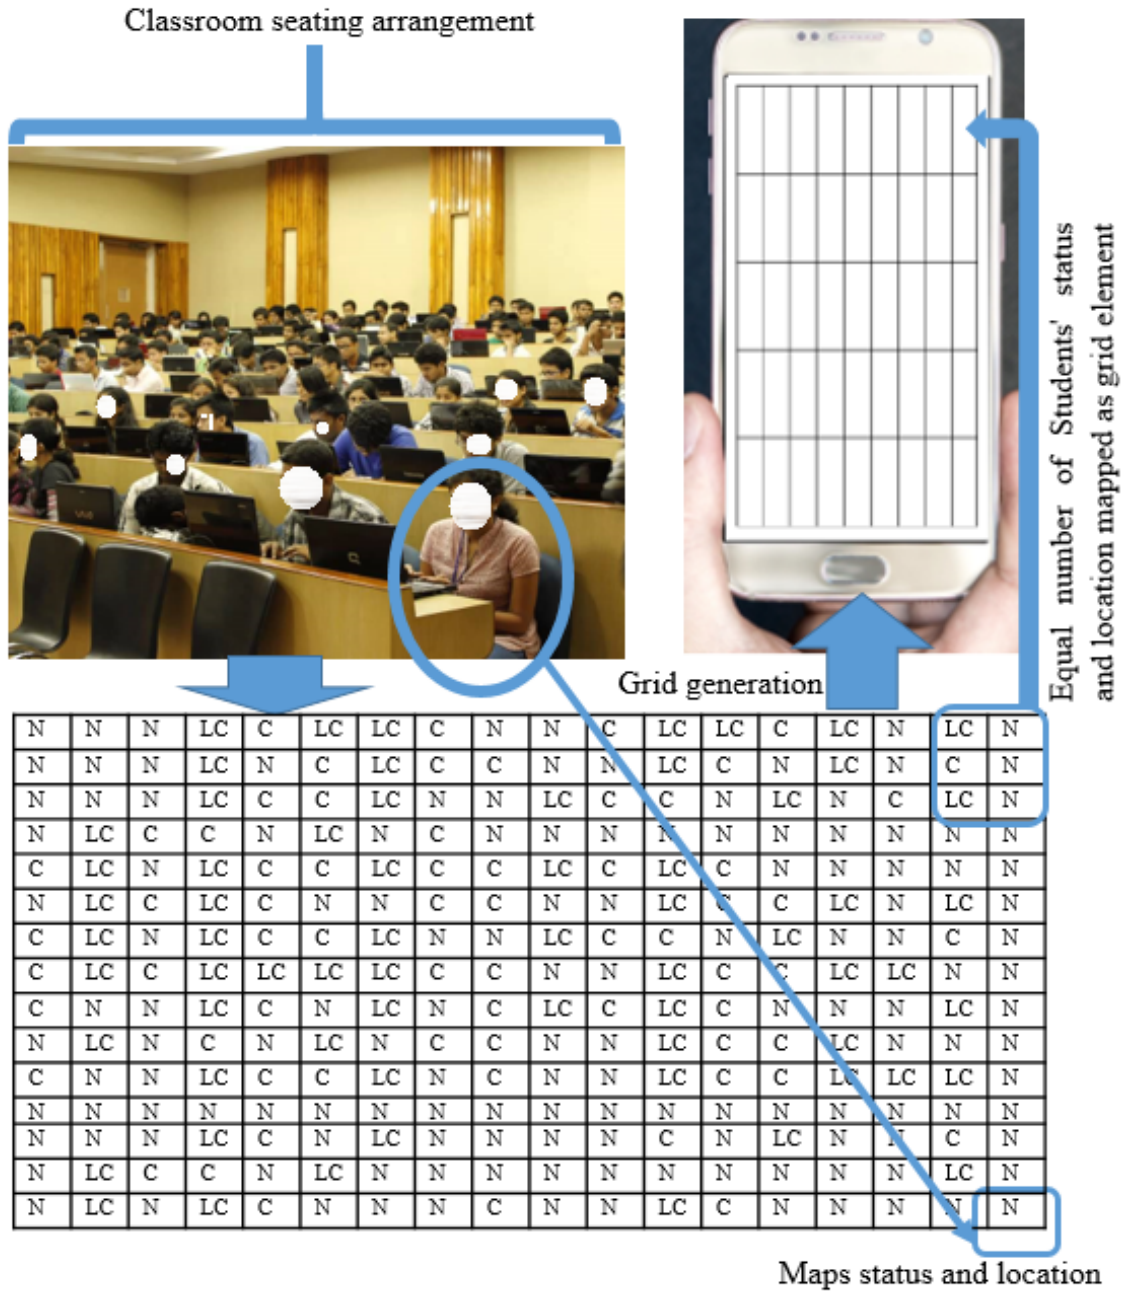 Classroom seating arrangement
Equal number of Students' status
and location mapped as grid element
Grid generation
N N N LC C LC LC C N N C LC LC C LC N LC N
N N N LC N C LC C C N N LC C N LC N C N
N N N LC C C LC N N LC C C N LC N C LC N
N LC C C N LC N C N N N N N N N N N N
C LC N LC C C LC C C LC C LC C N N N N N
N LC C LC C N N C C N N LC C C LC N LC N
C LC N LC C C LC N N LC C C N LC N N C N
C LC C LC LC LC LC C C N N LC C C LC LC N N
C N N LC C N LC N C LC C LC C N N N LC N
N LC N C N LC N C C N N LC C C LC N N N
C N N LC C C LC N C N N LC C C LC LC LC N
N N N N N N N N N N N N N N N N N N
N N N LC C N LC N N N N C N LC N N C N
N LC C C N LC N N N N N N N N N N LC N
N LC N LC C N N N C N N LC C N N N N N
Maps status and location